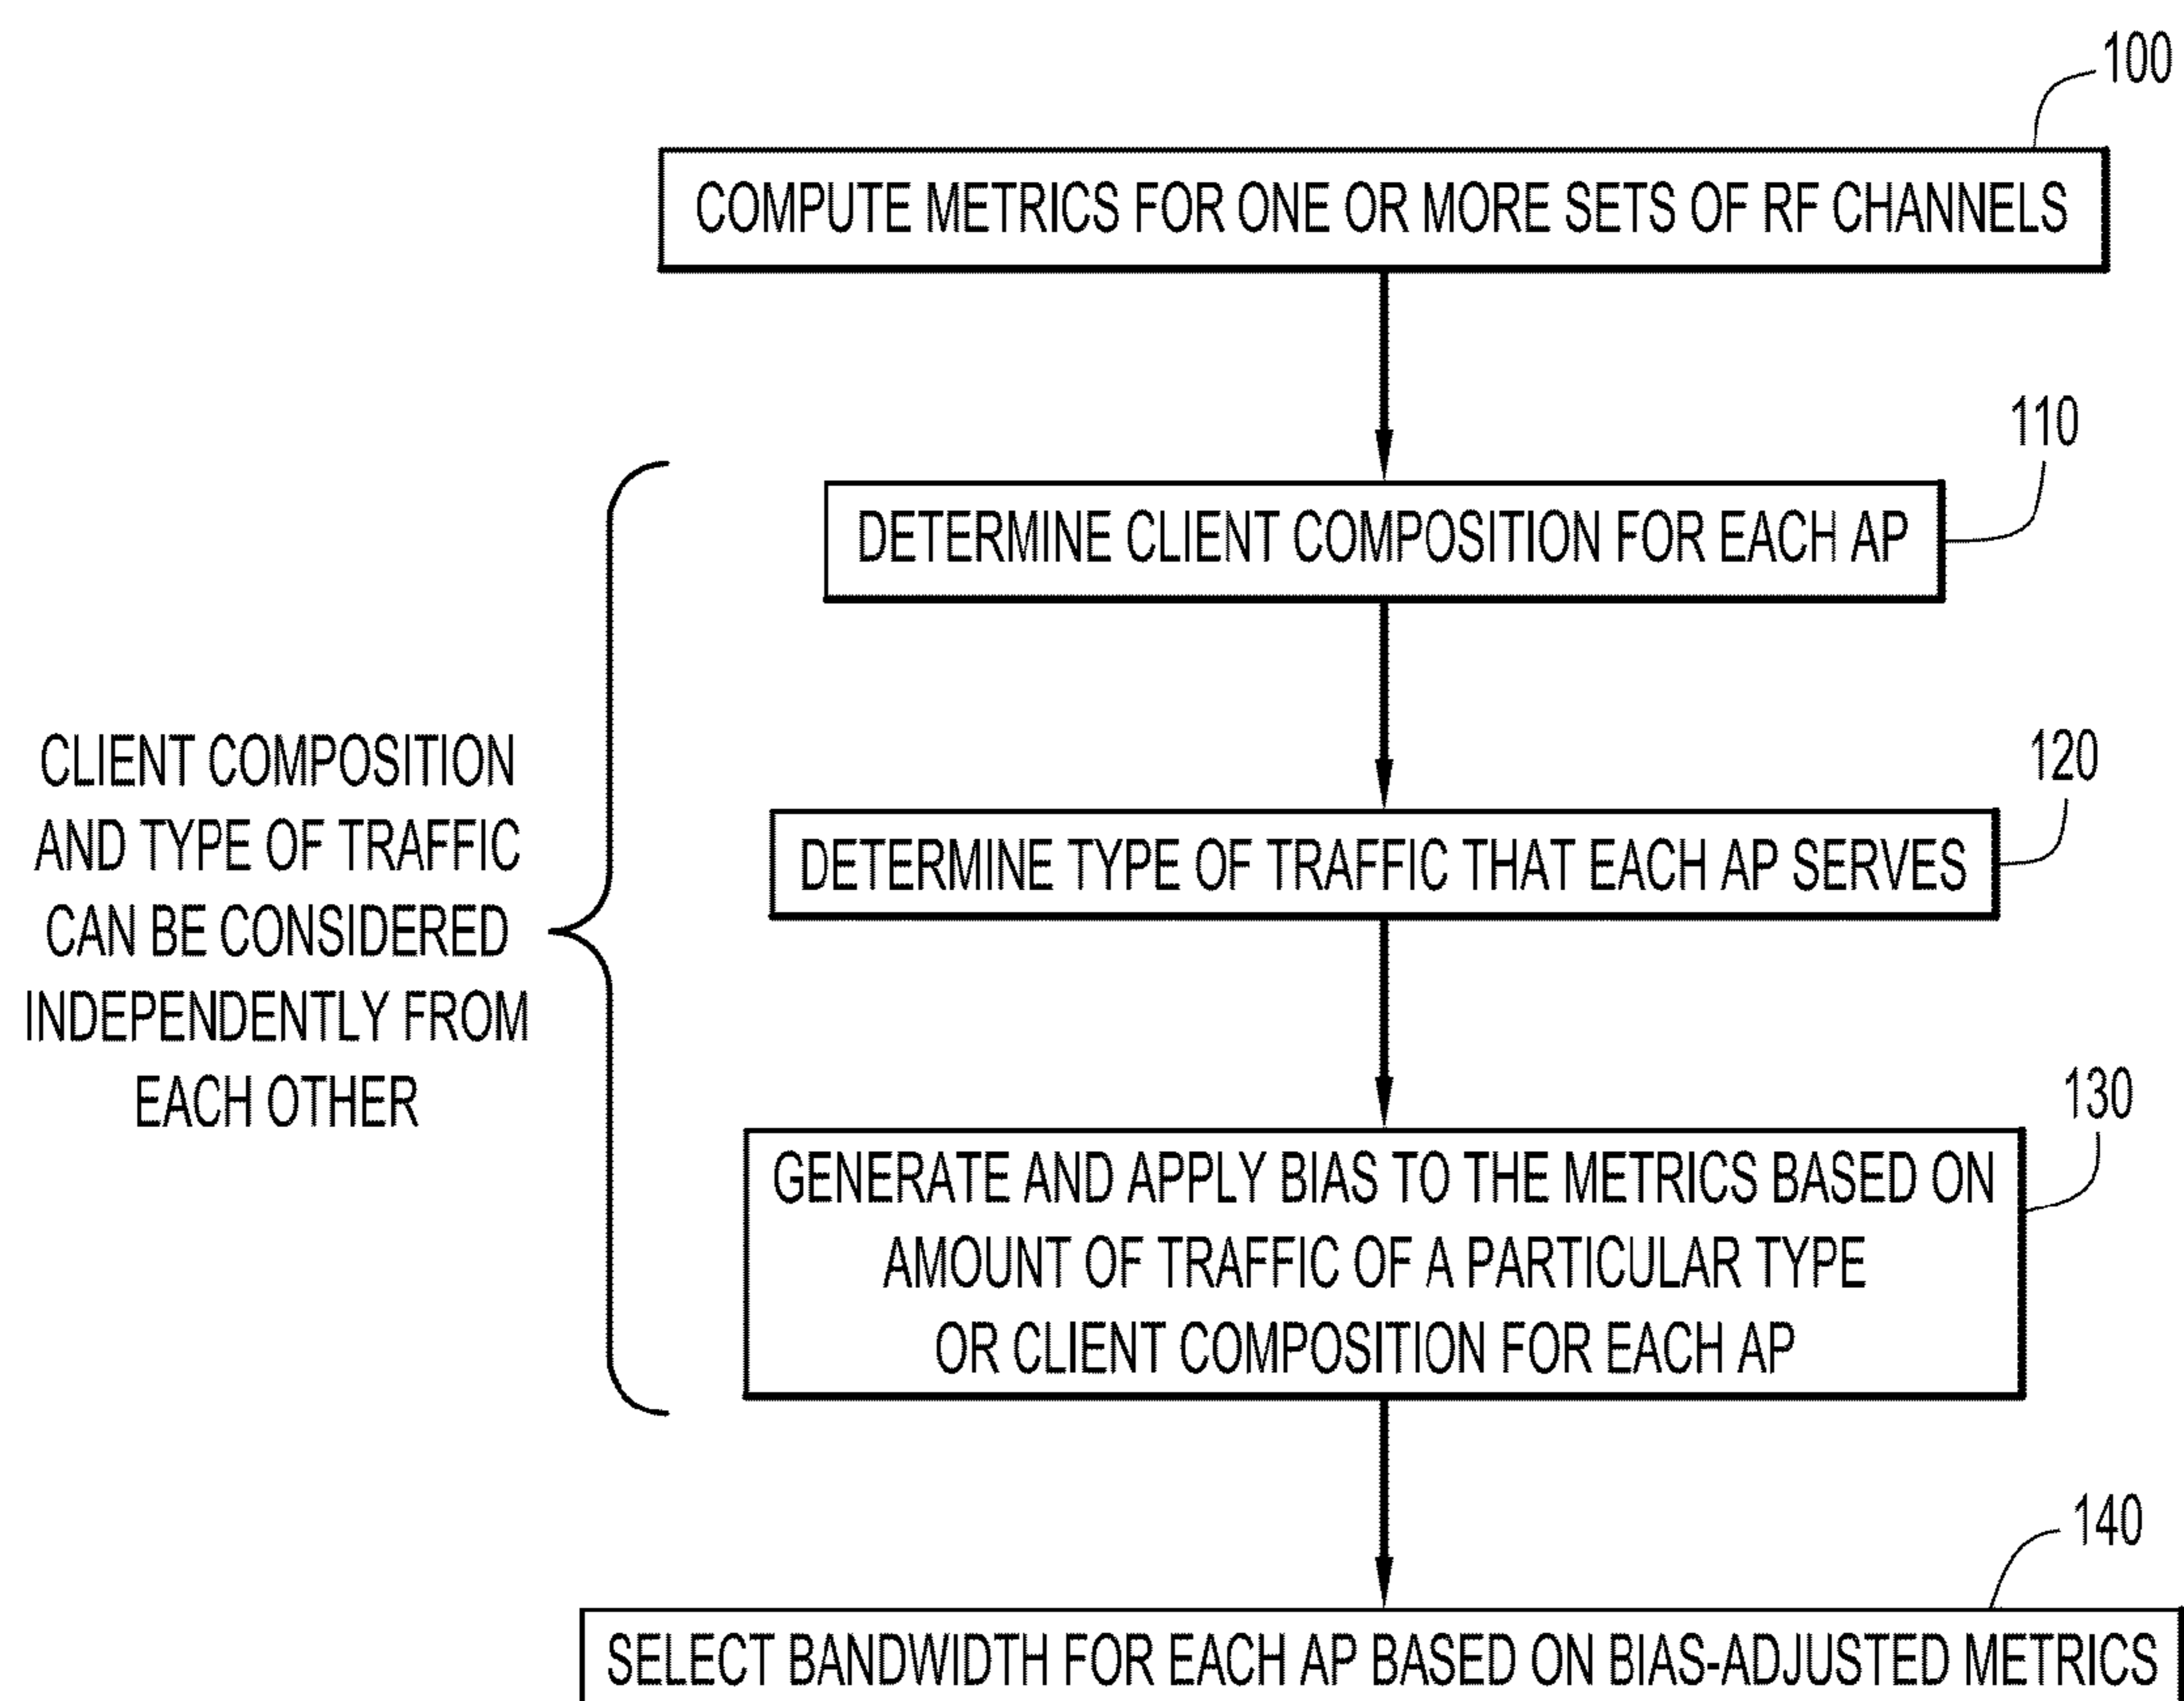 100
COMPUTE METRICS FOR ONE OR MORE SETS OF RF CHANNELS
110
DETERMINE CLIENT COMPOSITION FOR EACH AP
120
DETERMINE TYPE OF TRAFFIC THAT EACH AP SERVES
CLIENT COMPOSITION
AND TYPE OF TRAFFIC
CAN BE CONSIDERED
INDEPENDENTLY FROM
EACH OTHER
130
GENERATE AND APPLY BIAS TO THE METRICS BASED ON
AMOUNT OF TRAFFIC OF A PARTICULAR TYPE
OR CLIENT COMPOSITION FOR EACH AP
140
SELECT BANDWIDTH FOR EACH AP BASED ON BIAS-ADJUSTED METRICS